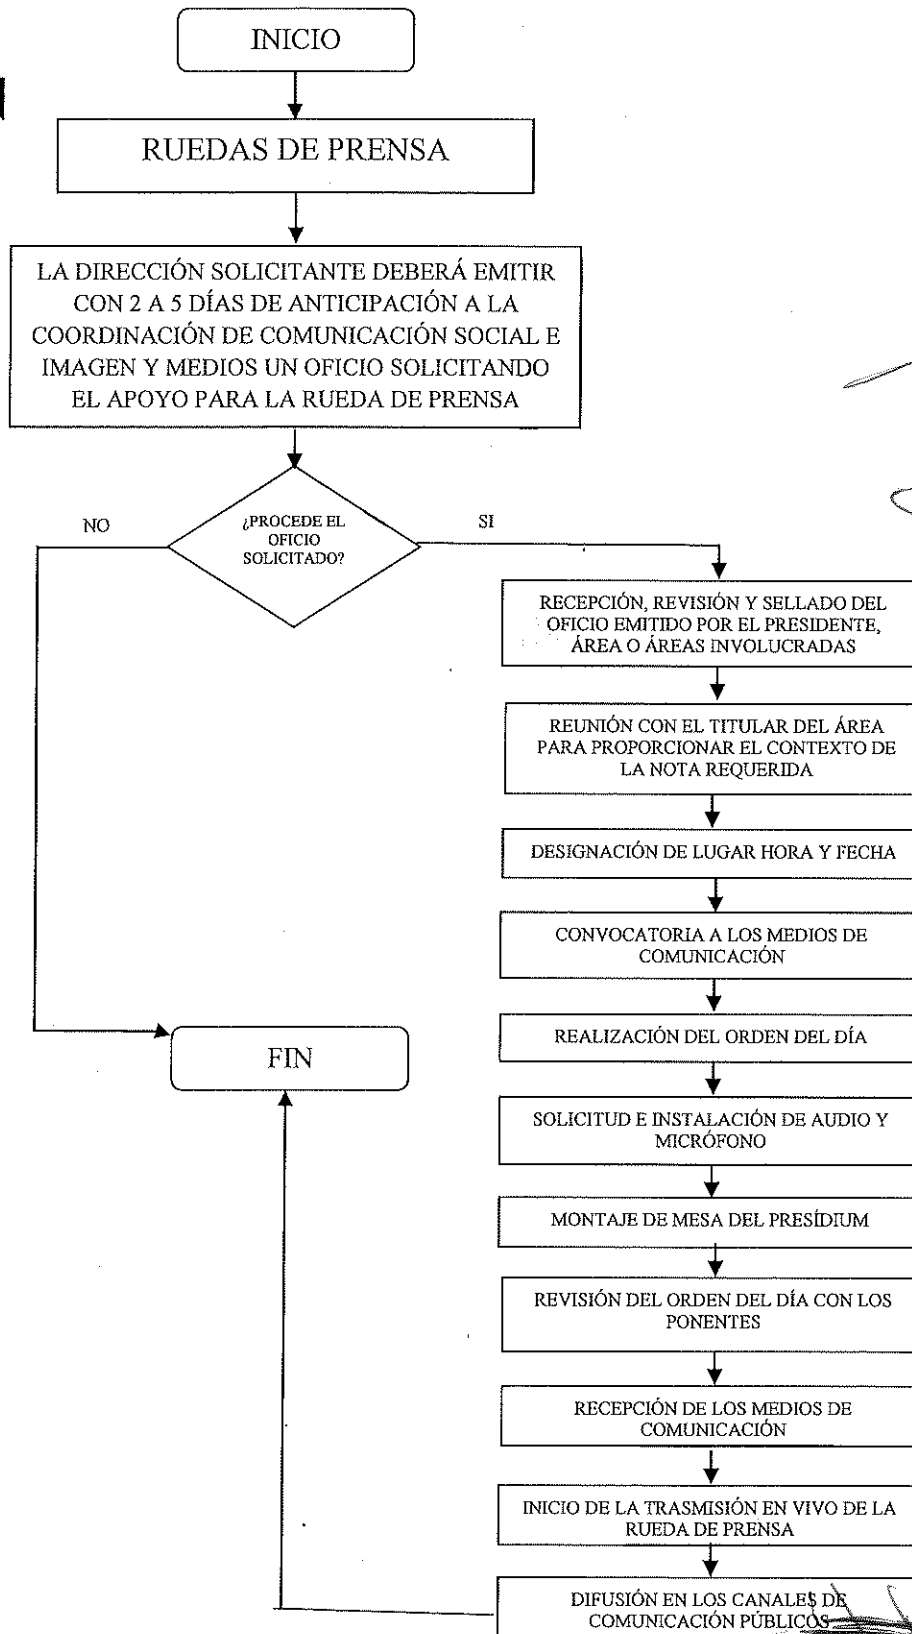 INICIO
RUEDAS DE PRENSA
LA DIRECCIÓN SOLICITANTE DEBERÁ EMITIR
CON 2 A 5 DÍAS DE ANTICIPACIÓN A LA
COORDINACIÓN DE COMUNICACIÓN SOCIAL E
IMAGEN Y MEDIOS UN OFICIO SOLICITANDO
EL APOYO PARA LA RUEDA DE PRENSA
¿PROCEDE EL
OFICIO
SOLICITADO?
NO
SI
RECEPCIÓN, REVISIÓN Y SELLADO DEL
OFICIO EMITIDO POR EL PRESIDENTE,
ÁREA O ÁREAS INVOLUCRADAS
REUNIÓN CON EL TITULAR DEL ÁREA
PARA PROPORCIONAR EL CONTEXTO DE
LA NOTA REQUERIDA
DESIGNACIÓN DE LUGAR HORA Y FECHA
CONVOCATORIA A LOS MEDIOS DE
COMUNICACIÓN
REALIZACIÓN DEL ORDEN DEL DÍA
SOLICITUD E INSTALACIÓN DE AUDIO Y
MICRÓFONO
MONTAJE DE MESA DEL PRESÍDIUM
REVISIÓN DEL ORDEN DEL DÍA CON LOS
PONENTES
RECEPCIÓN DE LOS MEDIOS DE
COMUNICACIÓN
INICIO DE LA TRASMISIÓN EN VIVO DE LA
RUEDA DE PRENSA
DIFUSIÓN EN LOS CANALES DE
COMUNICACIÓN PÚBLICOS
FIN